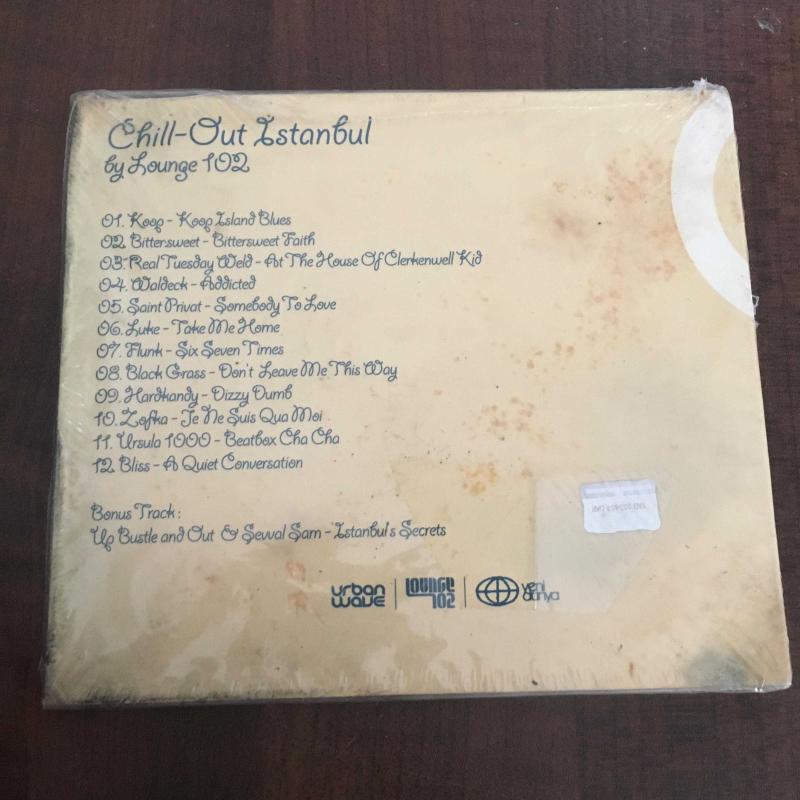 Chill-Out Istanbul
by Lounge 102
01. Koop - Koop Island Blues
02 Bittersweet - Bittersweet Faith
03. Real Tuesday Weld - At The House Of Clerkenwell Kid
04. Waldeck - Addicted
05. Saint Privat - Somebody To Love
06. Luke - Take Me Home
07. Flunk - Six Seven Times
08. Black Grass - Don't Leave Me This Way
09. Hardkandy - Dizzy Dumb
10. Zofka - Je Ne Suis Qua Moi
11. Ursula 1000 - Beatbox Cha Cha
12 Bliss - A Quiet Conversation
Bonus Track :
Up Bustle and Out & Sevval Sam - Istanbul's Secrets
urban wave | LOUNGE 102 | yeni dünya